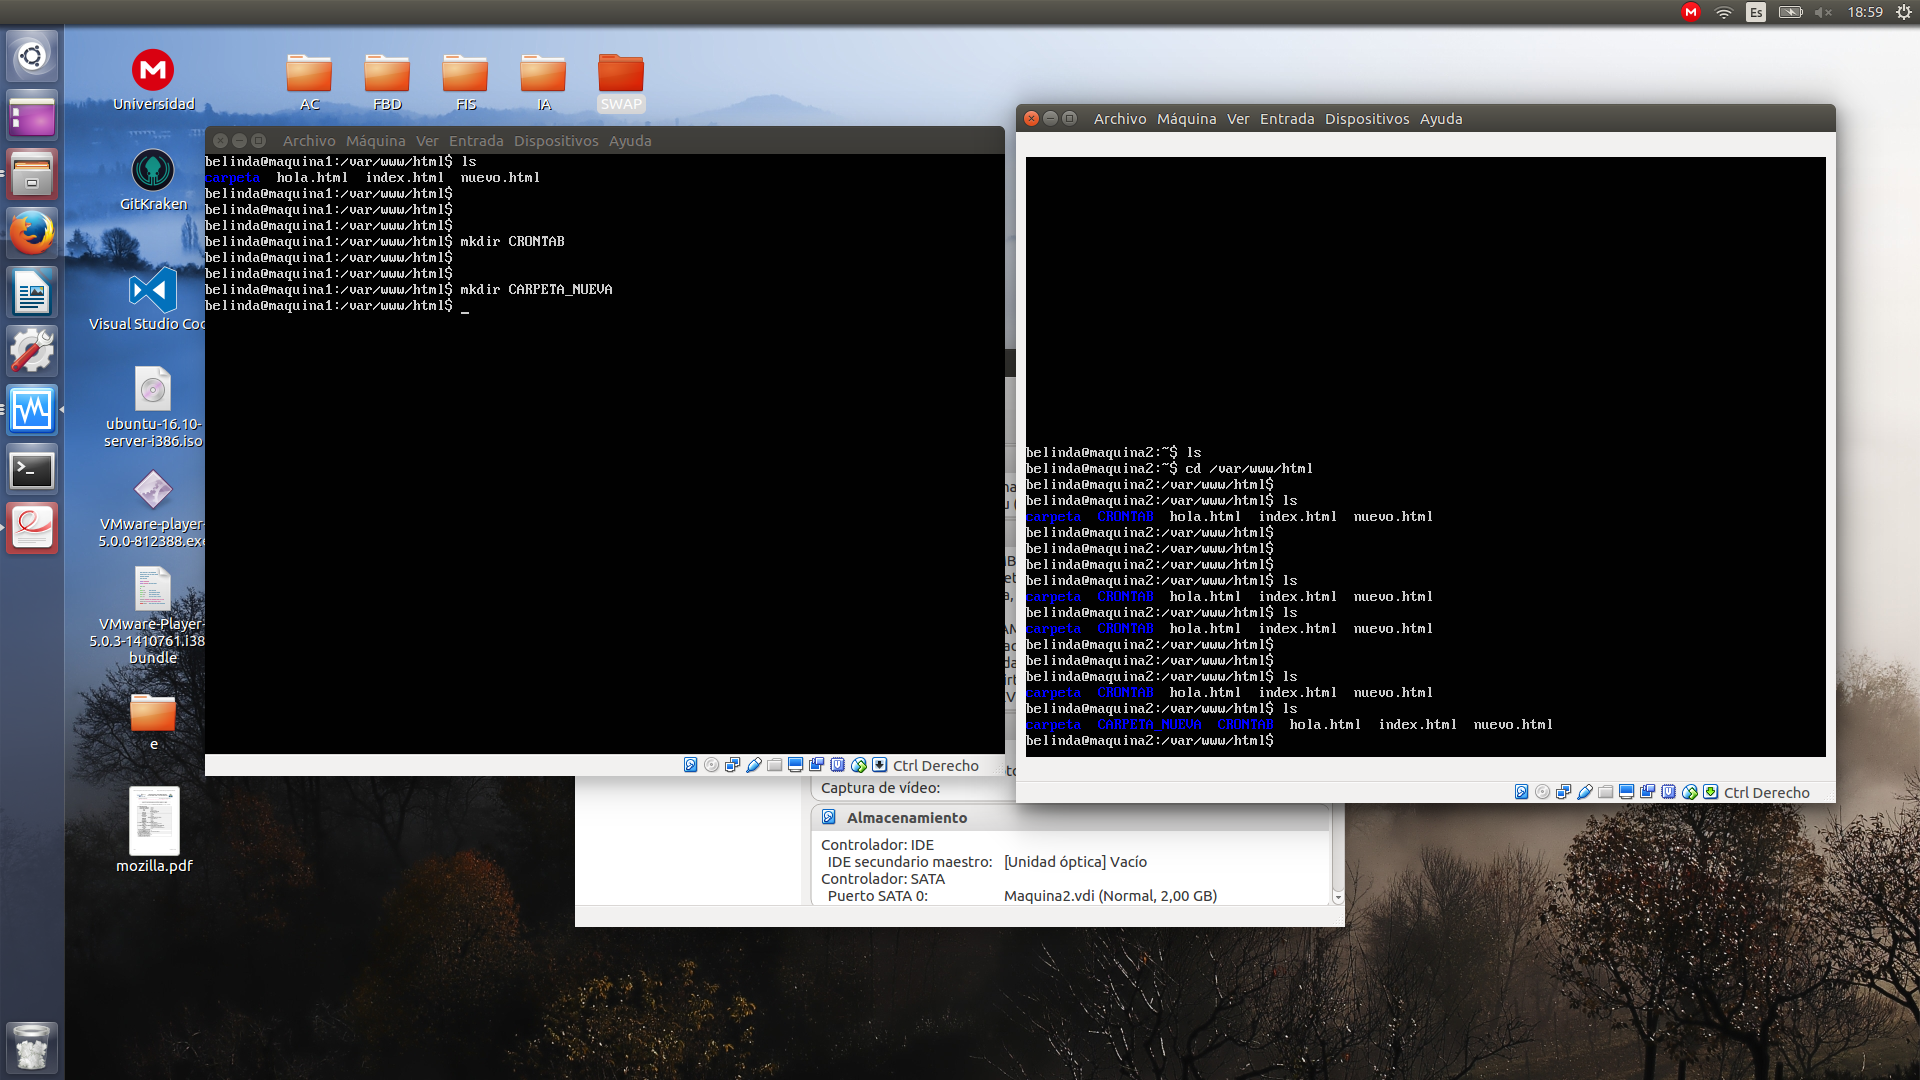 Es
18:59
Universidad
AC
FBD
FIS
IA
SWAP
GitKraken
Visual Studio Coc
ubuntu-16.10-
server-i386.iso
VMware-player-
5.0.0-812388.exe
VMware-Player-
5.0.3-1410761.i38
bundle
e
mozilla.pdf
Archivo Máquina Ver Entrada Dispositivos Ayuda
belinda@maquina1:/var/www/html$ ls
carpeta hola.html index.html nuevo.html
belinda@maquina1:/var/www/html$
belinda@maquina1:/var/www/html$
belinda@maquina1:/var/www/html$
belinda@maquina1:/var/www/html$ mkdir CRONTAB
belinda@maquina1:/var/www/html$
belinda@maquina1:/var/www/html$
belinda@maquina1:/var/www/html$ mkdir CARPETA_NUEVA
belinda@maquina1:/var/www/html$ _
Ctrl Derecho
Archivo Máquina Ver Entrada Dispositivos Ayuda
belinda@maquina2:~$ ls
belinda@maquina2:~$ cd /var/www/html
belinda@maquina2:/var/www/html$
belinda@maquina2:/var/www/html$ ls
carpeta CRONTAB hola.html index.html nuevo.html
belinda@maquina2:/var/www/html$
belinda@maquina2:/var/www/html$
belinda@maquina2:/var/www/html$
belinda@maquina2:/var/www/html$ ls
carpeta CRONTAB hola.html index.html nuevo.html
belinda@maquina2:/var/www/html$ ls
carpeta CRONTAB hola.html index.html nuevo.html
belinda@maquina2:/var/www/html$
belinda@maquina2:/var/www/html$
belinda@maquina2:/var/www/html$ ls
carpeta CRONTAB hola.html index.html nuevo.html
belinda@maquina2:/var/www/html$ ls
carpeta CARPETA_NUEVA CRONTAB hola.html index.html nuevo.html
belinda@maquina2:/var/www/html$
Ctrl Derecho
Captura de vídeo:
Almacenamiento
Controlador: IDE
IDE secundario maestro: [Unidad óptica] Vacío
Controlador: SATA
Puerto SATA 0: Maquina2.vdi (Normal, 2,00 GB)